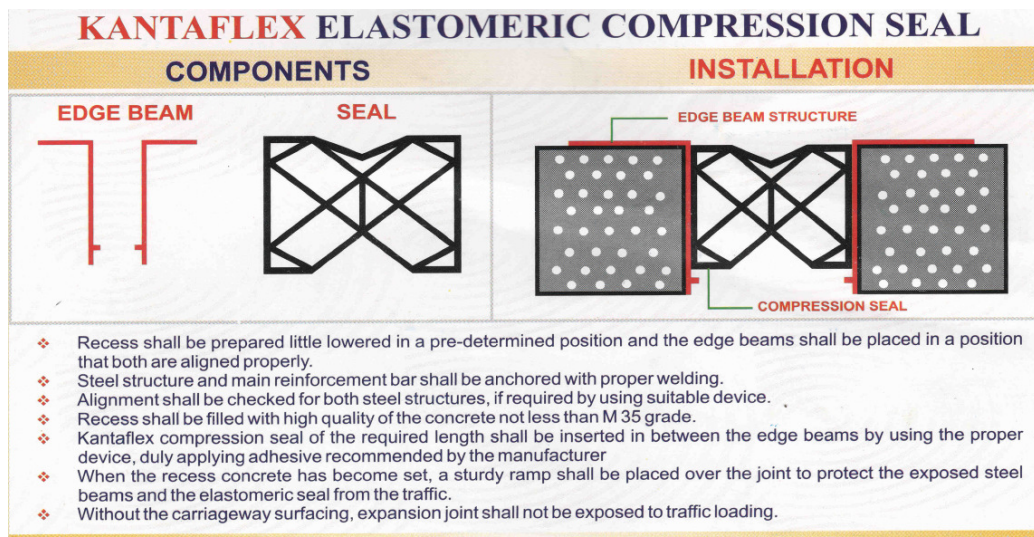 KANTAFLEX ELASTOMERIC COMPRESSION SEAL
COMPONENTS
INSTALLATION
EDGE BEAM
SEAL
EDGE BEAM STRUCTURE
COMPRESSION SEAL
Recess shall be prepared little lowered in a pre-determined position and the edge beams shall be placed in a position
that both are aligned properly.
Steel structure and main reinforcement bar shall be anchored with proper welding.
Alignment shall be checked for both steel structures, if required by using suitable device.
Recess shall be filled with high quality of the concrete not less than M 35 grade.
Kantaflex compression seal of the required length shall be inserted in between the edge beams by using the proper
device, duly applying adhesive recommended by the manufacturer
When the recess concrete has become set, a sturdy ramp shall be placed over the joint to protect the exposed steel
beams and the elastomeric seal from the traffic.
Without the carriageway surfacing, expansion joint shall not be exposed to traffic loading.